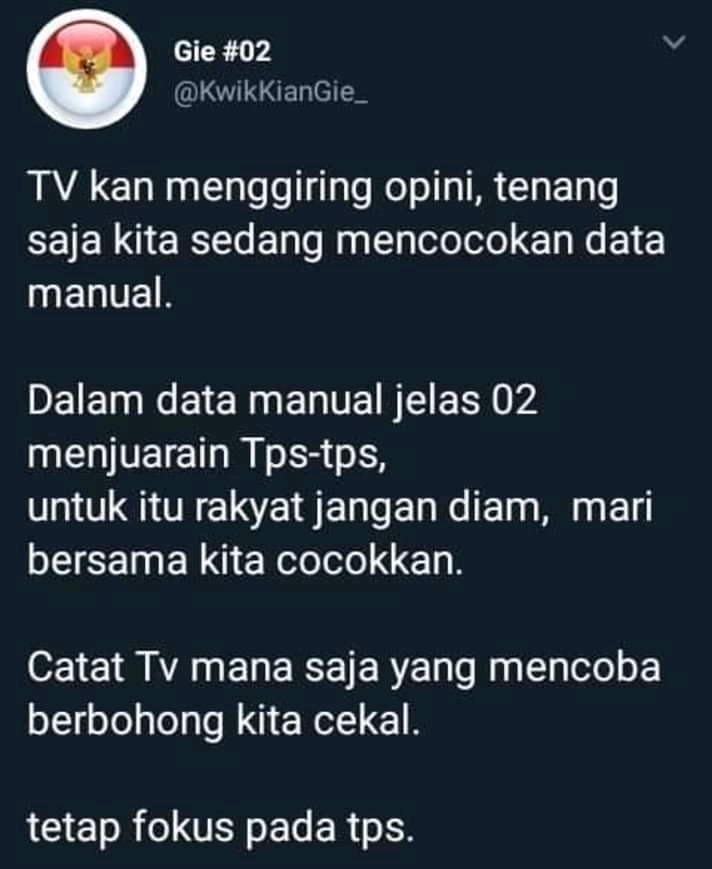 Gie #02
@KwikKianGie_
TV kan menggiring opini, tenang
saja kita sedang mencocokan data
manual.
Dalam data manual jelas 02
menjuarain Tps-tps,
untuk itu rakyat jangan diam,  mari
bersama kita cocokkan.
Catat Tv mana saja yang mencoba
berbohong kita cekal.
tetap fokus pada tps.